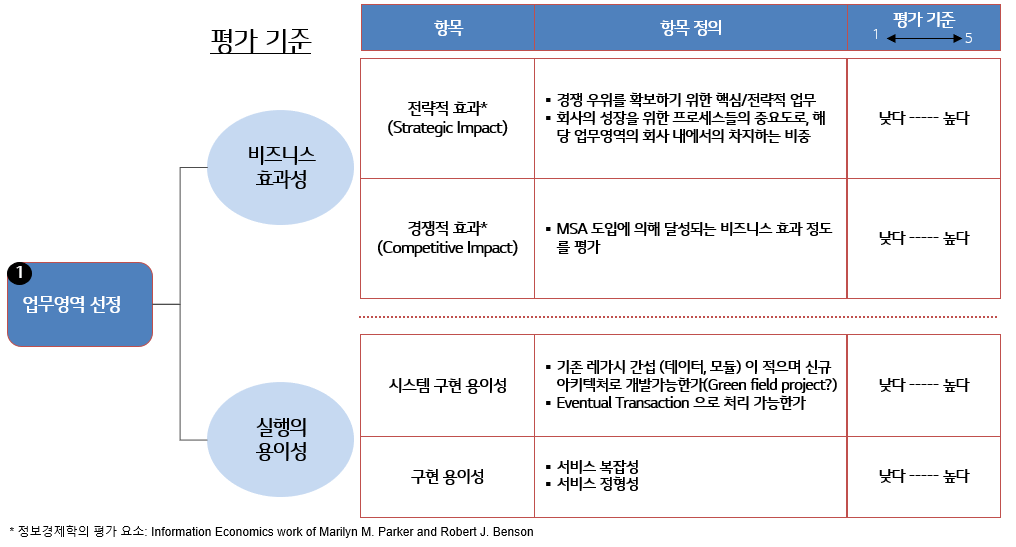 평가 기준
항목
항목 정의
평가 기준
1
5
1
업무영역 선정
비즈니스
효과성
전략적 효과*
(Strategic Impact)
▪ 경쟁 우위를 확보하기 위한 핵심/전략적 업무
▪ 회사의 성장을 위한 프로세스들의 중요도로, 해
당 업무영역의 회사 내에서의 차지하는 비중
낮다 ----- 높다
경쟁적 효과*
(Competitive Impact)
▪ MSA 도입에 의해 달성되는 비즈니스 효과 정도
를 평가
낮다 ----- 높다
실행의
용이성
시스템 구현 용이성
▪ 기존 레가시 간섭 (데이터, 모듈) 이 적으며 신규
아키텍처로 개발가능한가(Green field project?)
▪ Eventual Transaction 으로 처리 가능한가
낮다 ----- 높다
구현 용이성
▪ 서비스 복잡성
▪ 서비스 정형성
낮다 ----- 높다
* 정보경제학의 평가 요소: Information Economics work of Marilyn M. Parker and Robert J. Benson